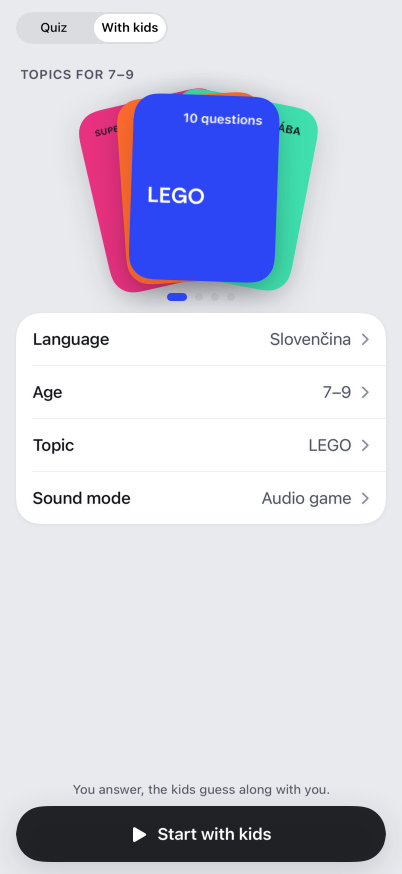 Quiz
With kids
TOPICS FOR 7–9
10 questions
LEGO
Language
Slovenčina
Age
7–9
Topic
LEGO
Sound mode
Audio game
You answer, the kids guess along with you.
Start with kids